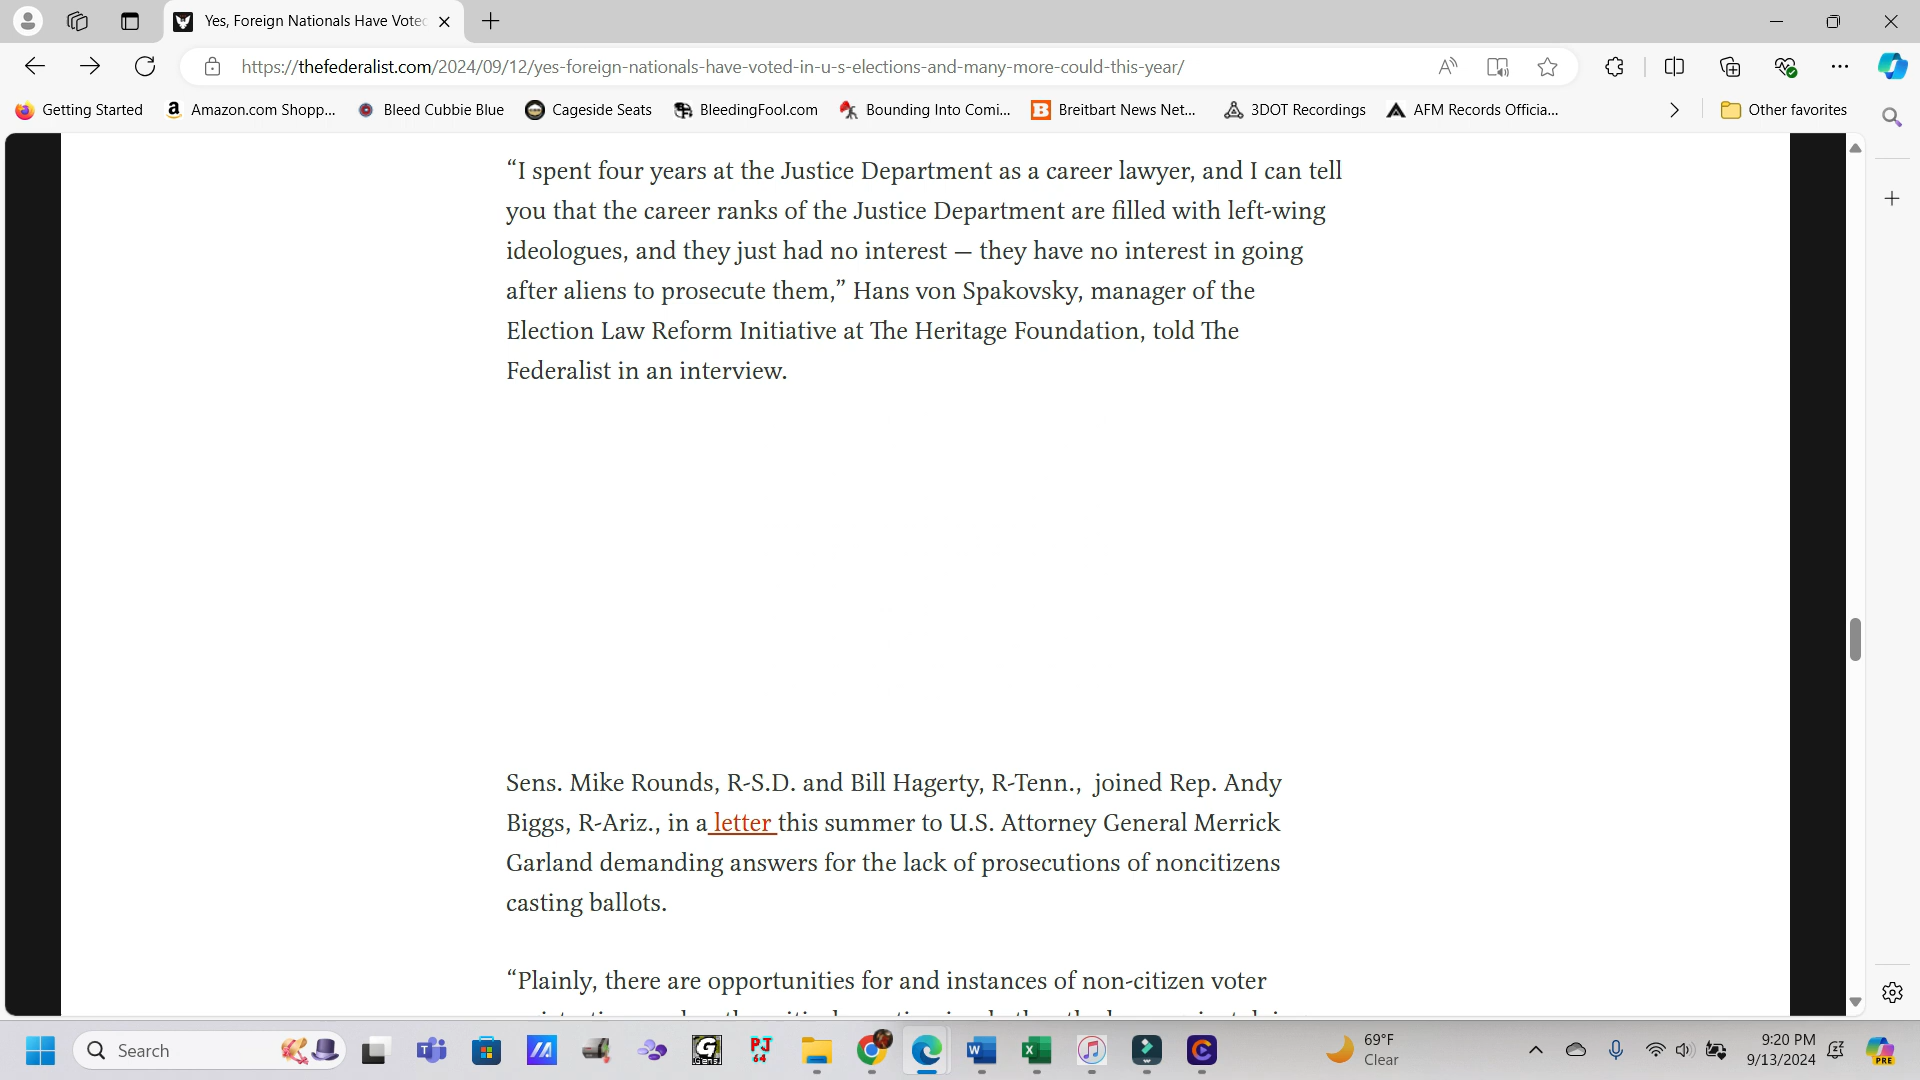 Yes, Foreign Nationals Have Vote
https://thefederalist.com/2024/09/12/yes-foreign-nationals-have-voted-in-u-s-elections-and-many-more-could-this-year/
Getting Started
Amazon.com Shopp...
Bleed Cubbie Blue
Cageside Seats
BleedingFool.com
Bounding Into Comi...
Breitbart News Net...
3DOT Recordings
AFM Records Officia...
Other favorites
“I spent four years at the Justice Department as a career lawyer, and I can tell
you that the career ranks of the Justice Department are filled with left-wing
ideologues, and they just had no interest — they have no interest in going
after aliens to prosecute them,” Hans von Spakovsky, manager of the
Election Law Reform Initiative at The Heritage Foundation, told The
Federalist in an interview.
Sens. Mike Rounds, R-S.D. and Bill Hagerty, R-Tenn., joined Rep. Andy
Biggs, R-Ariz., in a letter this summer to U.S. Attorney General Merrick
Garland demanding answers for the lack of prosecutions of noncitizens
casting ballots.
“Plainly, there are opportunities for and instances of non-citizen voter
Search
69°F
Clear
9:20 PM
9/13/2024